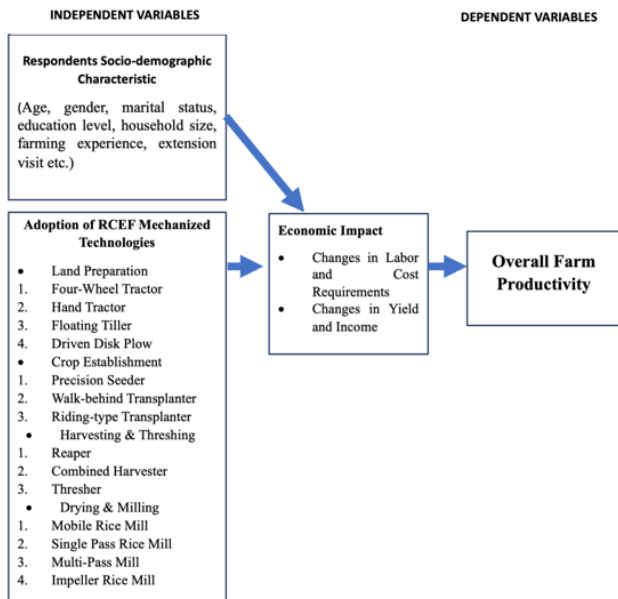 INDEPENDENT VARIABLES
DEPENDENT VARIABLES
Respondents Socio-demographic
Characteristic
(Age, gender, marital status,
education level, household size,
farming experience, extension
visit etc.)
Adoption of RCEF Mechanized
Technologies
• Land Preparation
1. Four-Wheel Tractor
2. Hand Tractor
3. Floating Tiller
4. Driven Disk Plow
• Crop Establishment
1. Precision Seeder
2. Walk-behind Transplanter
3. Riding-type Transplanter
• Harvesting & Threshing
1. Reaper
2. Combined Harvester
3. Thresher
• Drying & Milling
1. Mobile Rice Mill
2. Single Pass Rice Mill
3. Multi-Pass Mill
4. Impeller Rice Mill
Economic Impact
• Changes in Labor
and Cost
Requirements
• Changes in Yield
and Income
Overall Farm
Productivity